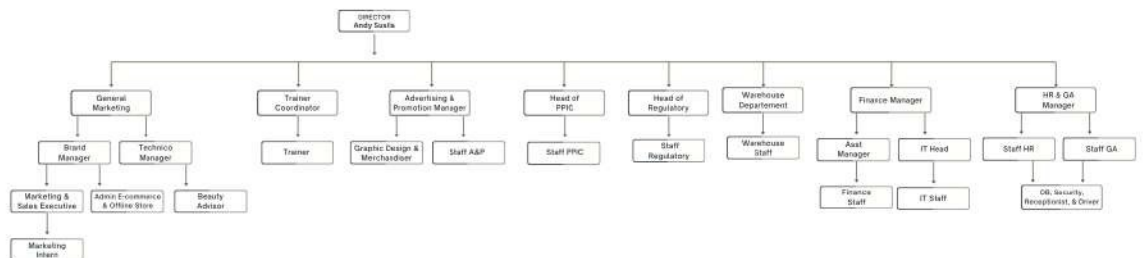 DIRECTOR
Andy Susila
General
Marketing
Trainer
Coordinator
Advertising &
Promotion Manager
Head of
PPIC
Head of
Regulatory
Warehouse
Departement
Finance Manager
HR & GA
Manager
Brand
Manager
Technico
Manager
Trainer
Graphic Design &
Merchandiser
Staff A&P
Staff PPIC
Staff
Regulatory
Warehouse
Staff
Asst
Manager
IT Head
Staff HR
Staff GA
Marketing &
Sales Executive
Admin E-commerce
& Offline Store
Beauty
Advisor
Finance
Staff
IT Staff
OB, Security,
Receptionist, & Driver
Marketing
Intern